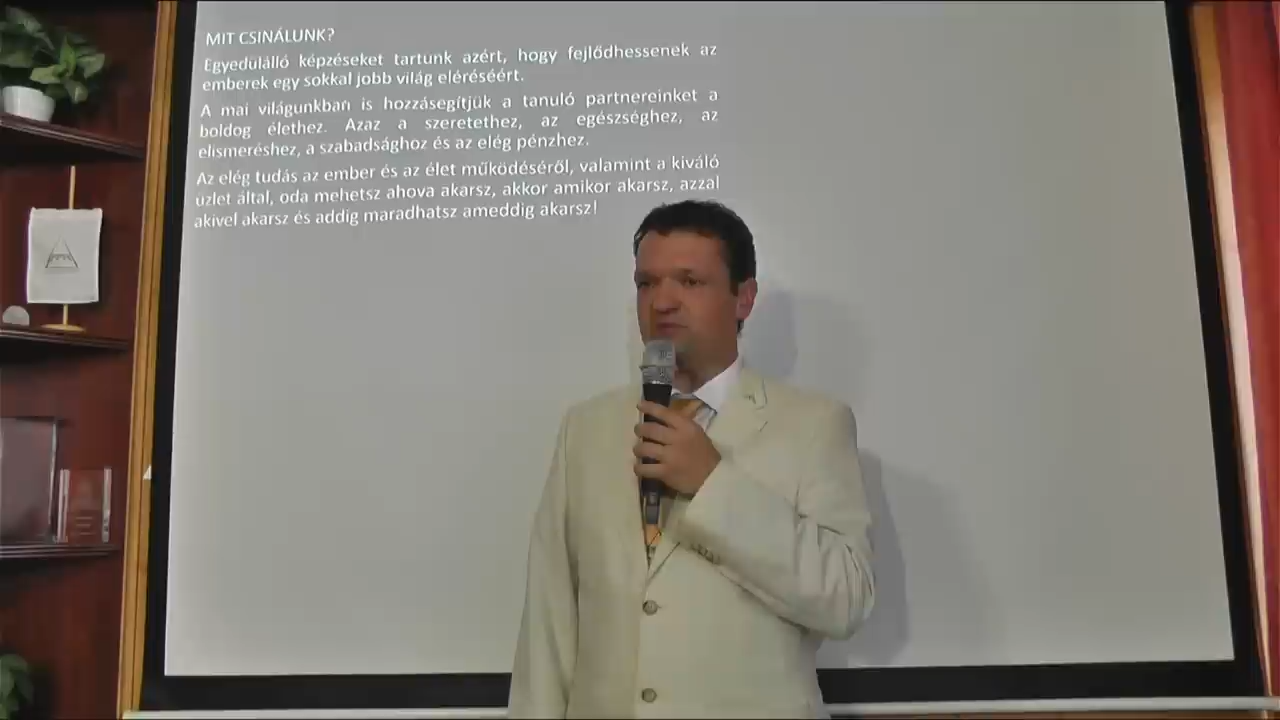 MIT CSINÁLUNK?
Egyedülálló képzéseket tartunk azért, hogy fejlődhessenek az
emberek egy sokkal jobb világ eléréséért.
A mai világunkban is hozzásegítjük a tanuló partnereinket a
boldog élethez. Azaz a szeretethez, az egészséghez, az
elismeréshez, a szabadsághoz és az elég pénzhez.
Az elég tudás az ember és az élet működéséről, valamint a kiváló
üzlet által, oda mehetsz ahova akarsz, akkor amikor akarsz, azzal
akivel akarsz és addig maradhatsz ameddig akarsz!